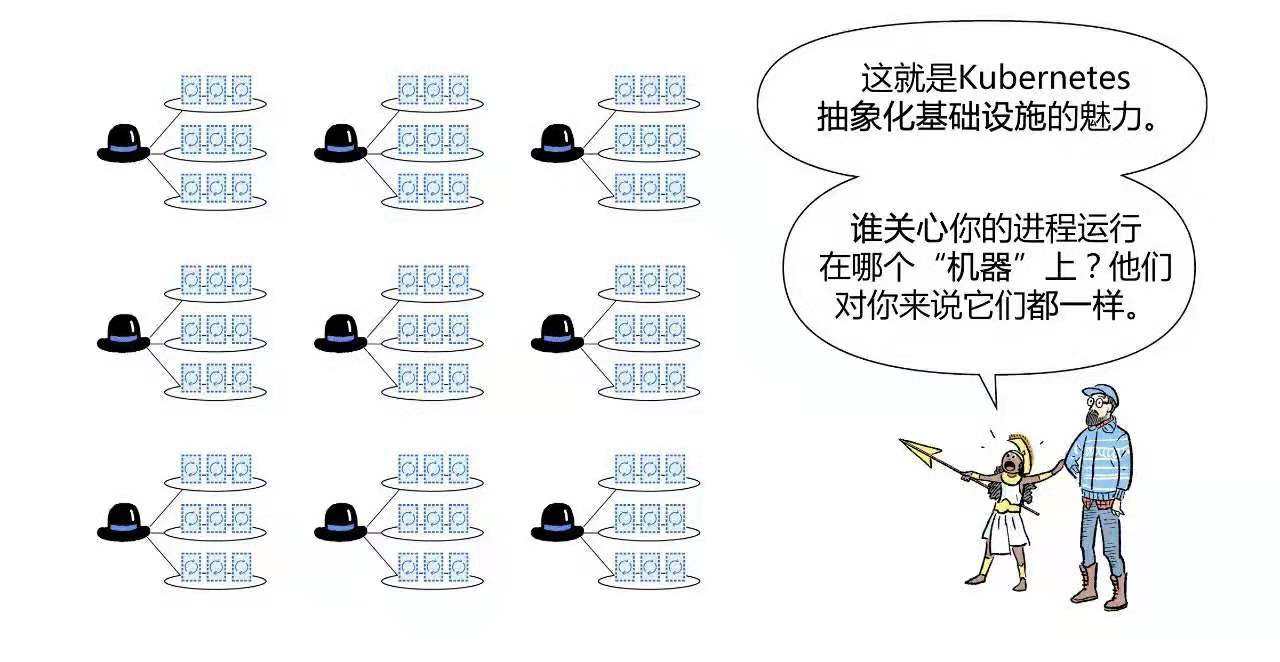 这就是Kubernetes
抽象化基础设施的魅力。
谁关心你的进程运行
在哪个“机器”上？他们
对你来说它们都一样。